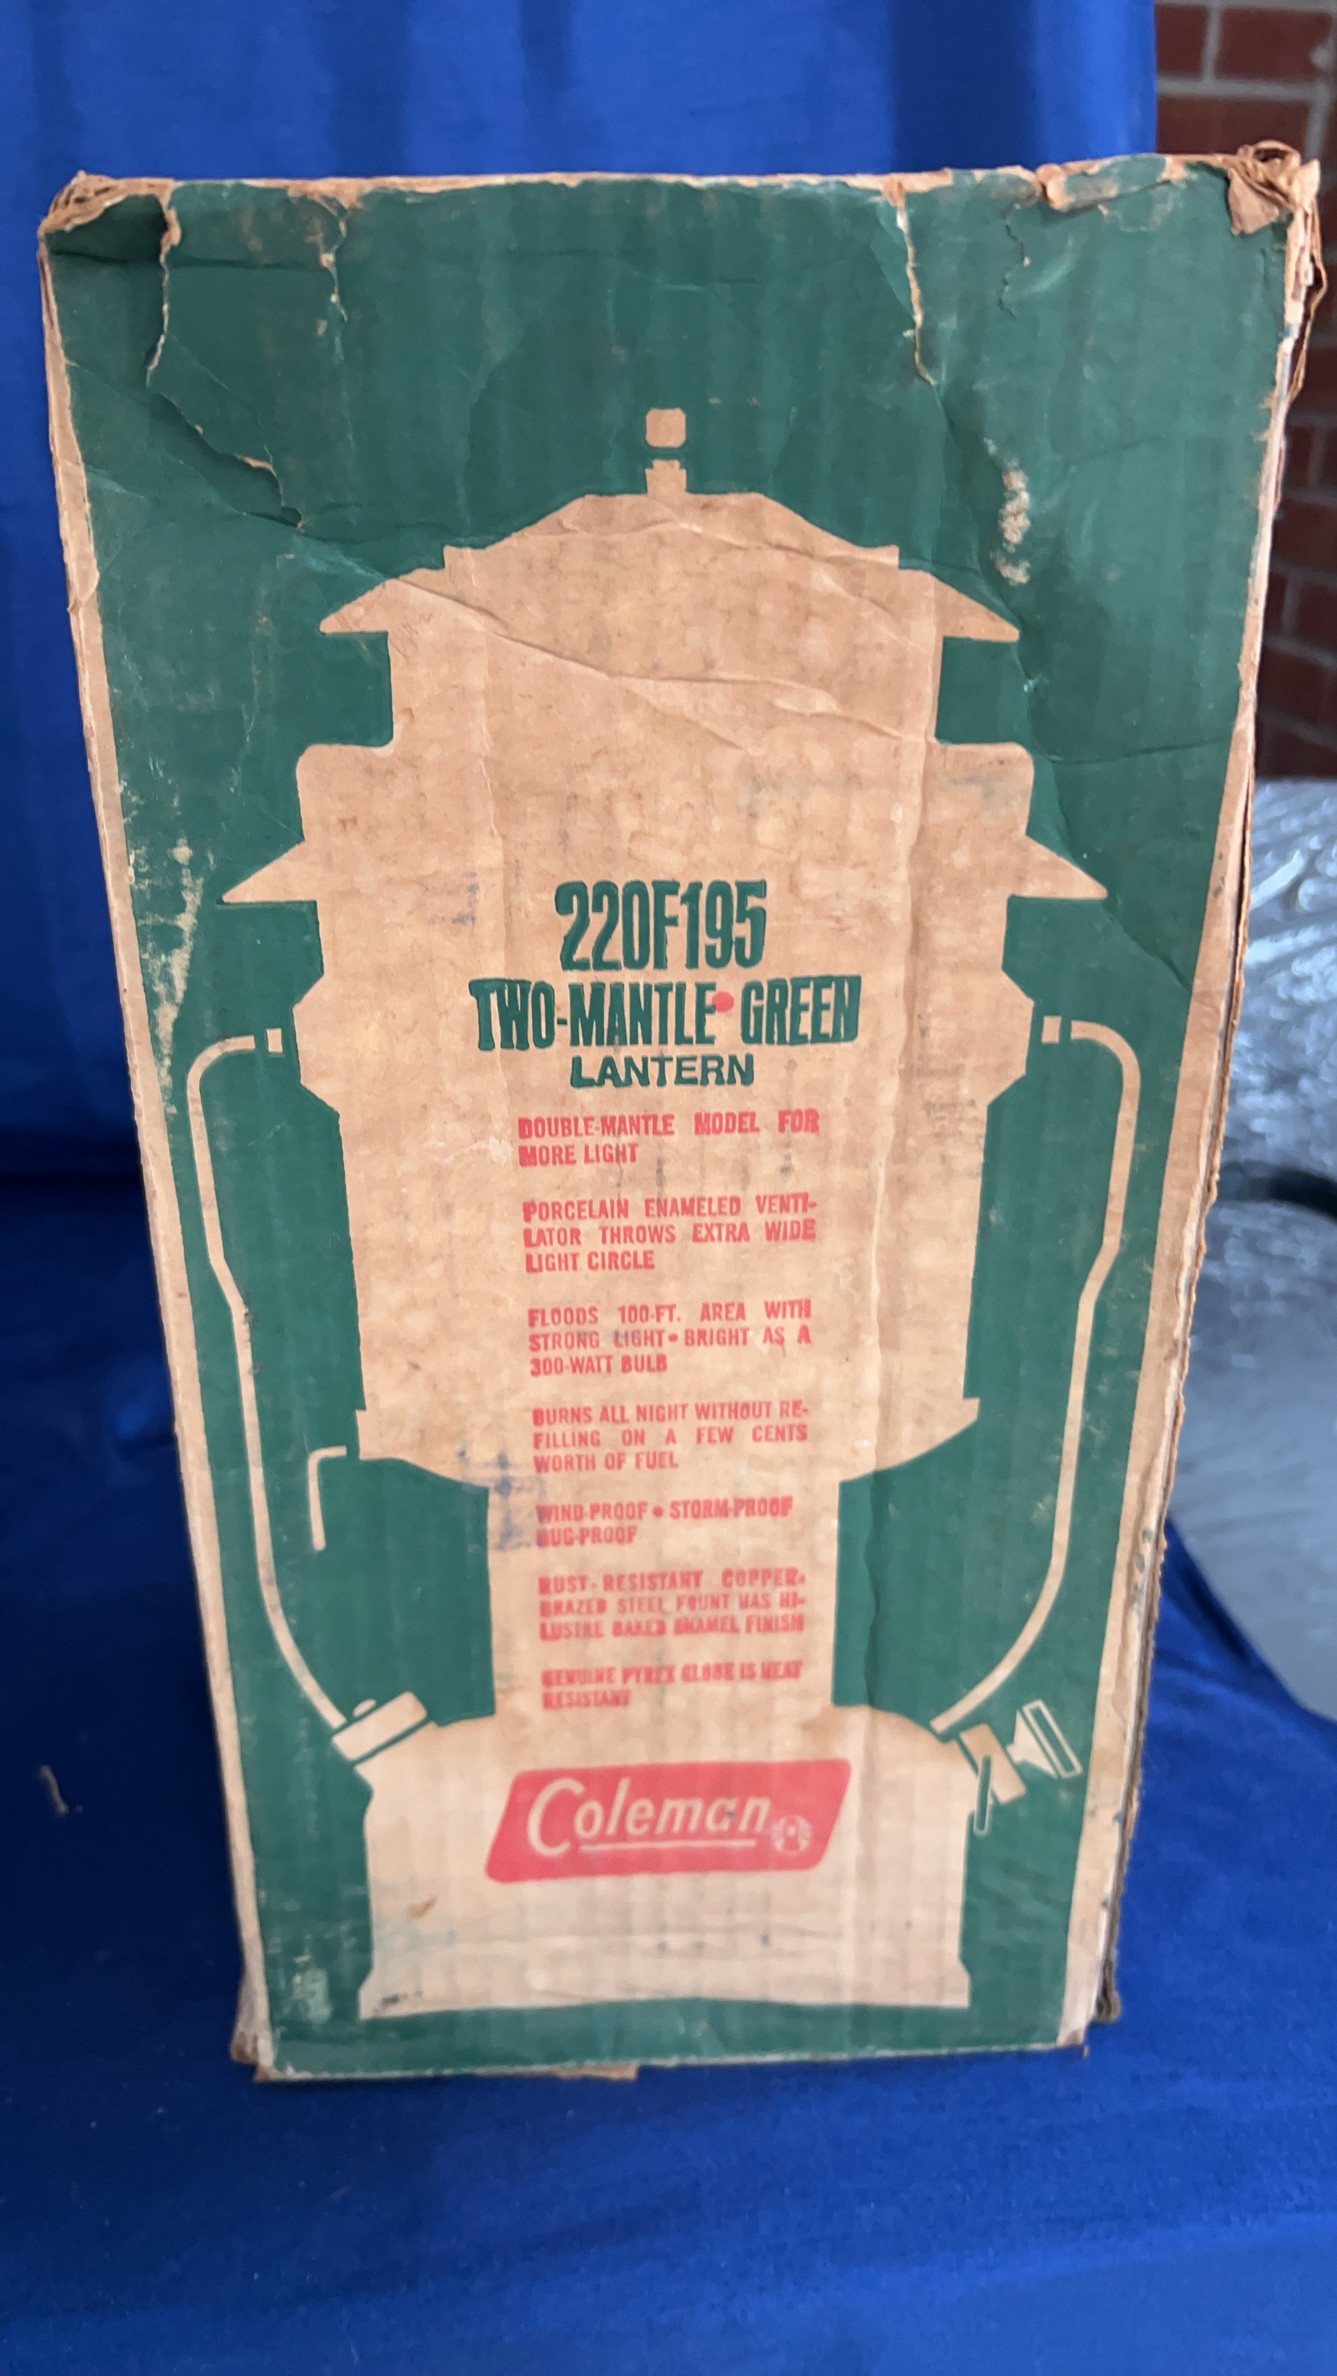 220F195
TWO-MANTLE • GREEN
LANTERN
DOUBLE-MANTLE MODEL FOR
MORE LIGHT
PORCELAIN ENAMELED VENTI-
LATOR THROWS EXTRA WIDE
LIGHT CIRCLE
FLOODS 100-FT. AREA WITH
STRONG LIGHT • BRIGHT AS A
300-WATT BULB
BURNS ALL NIGHT WITHOUT RE-
FILLING ON A FEW CENTS
WORTH OF FUEL
WIND-PROOF • STORM-PROOF
BUG-PROOF
RUST-RESISTANT COPPER-
BRAZED STEEL FOUNT HAS HI-
LUSTRE BAKED ENAMEL FINISH
GENUINE PYREX GLOBE IS HEAT
RESISTANT
Coleman